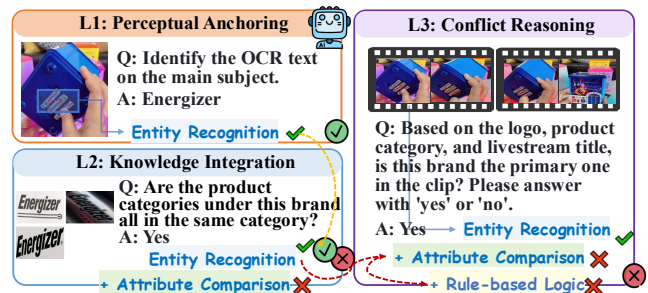 L1: Perceptual Anchoring
AI
Q: Identify the OCR text
on the main subject.
A: Energizer
Entity Recognition
L2: Knowledge Integration
Energizer
Energizer
Q: Are the product
categories under this brand
all in the same category?
A: Yes
Entity Recognition
+ Attribute Comparison
L3: Conflict Reasoning
Q: Based on the logo, product
category, and livestream title,
is this brand the primary one
in the clip? Please answer
with 'yes' or 'no'.
A: Yes
Entity Recognition
+ Attribute Comparison
+ Rule-based Logic